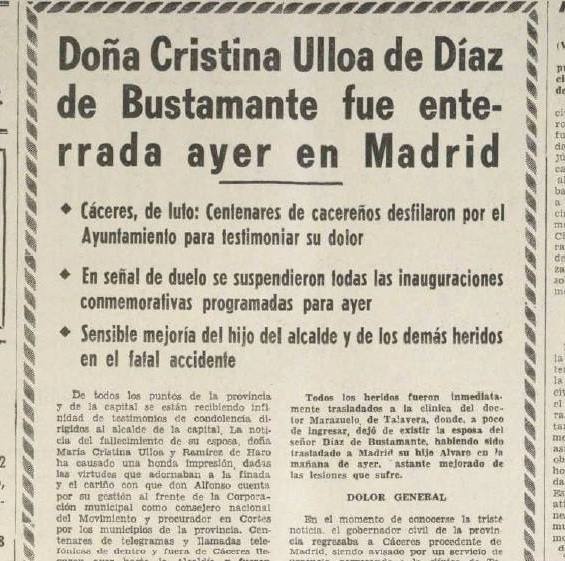 Doña Cristina Ulloa de Díaz
de Bustamante fue ente-
rrada ayer en Madrid
◆ Cáceres, de luto: Centenares de cacereños desfilaron por el
Ayuntamiento para testimoniar su dolor
◆ En señal de duelo se suspendieron todas las inauguraciones
conmemorativas programadas para ayer
◆ Sensible mejoría del hijo del alcalde y de los demás heridos
en el fatal accidente
De todos los puntos de la provincia
y de la capital se están recibiendo infi
nidad de testimonios de condolencia di
rigidos al alcalde de la capital. La noti
cia del fallecimiento de su esposa, doña
María Cristina Ulloa y Ramírez de Haro
ha causado una honda impresión, dadas
las virtudes que adornaban a la finada
y el cariño con que don Alfonso cuenta
por su gestión al frente de la Corpora
ción municipal como consejero nacional
del Movimiento y procurador en Cortes
por los municipios de la provincia. Cen
tenares de telegramas y llamadas tele
fónicas de dentro y fuera de Cáceres lle
Todos los heridos fueron inmediata
mente trasladados a la clínica del doc
tor Marazuelo, de Talavera, donde, a poco
de ingresar, dejó de existir la esposa del
señor Díaz de Bustamante, habiendo sido
trasladado a Madrid su hijo Alvaro en la
mañana de ayer, astante mejorado de
las lesiones que sufre.
DOLOR GENERAL
En el momento de conocerse la triste
noticia, el gobernador civil de la provin
cia regresaba a Cáceres procedente de
Madrid, siendo avisado por un servicio de